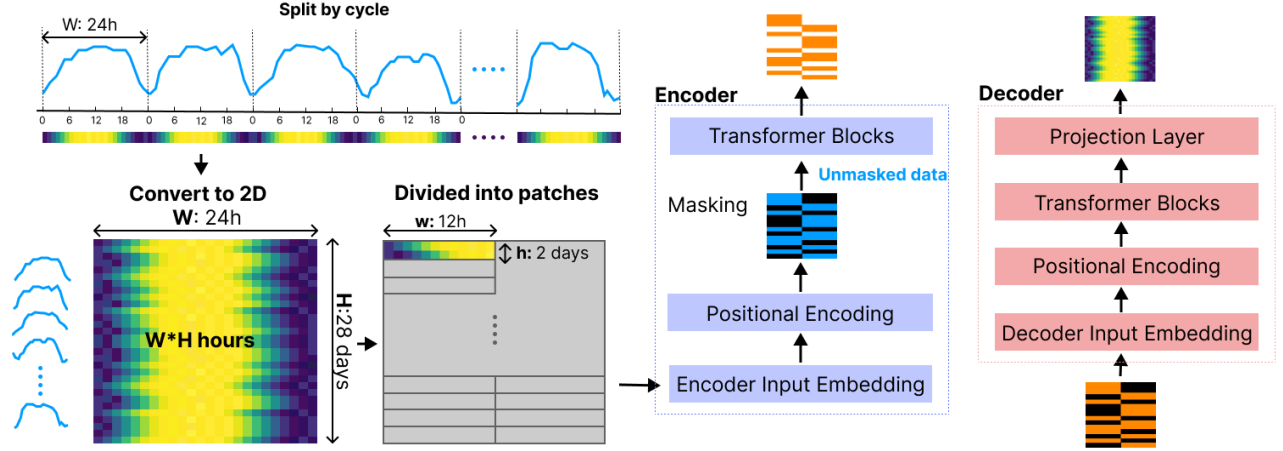 Split by cycle
W: 24h
0 6 12 18 0 6 12 18 0 6 12 18 0 6 12 18 0
Convert to 2D
W: 24h
H:28 days
W*H hours
Divided into patches
w: 12h
h: 2 days
Encoder
Transformer Blocks
Unmasked data
Masking
Positional Encoding
Encoder Input Embedding
Decoder
Projection Layer
Transformer Blocks
Positional Encoding
Decoder Input Embedding